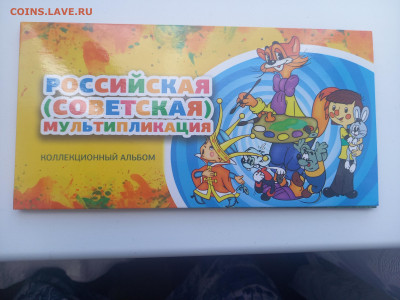 COINS.LAVE.RU
РОССИЙСКАЯ
(СОВЕТСКАЯ)
МУЛЬТИПЛИКАЦИЯ
КОЛЛЕКЦИОННЫЙ АЛЬБОМ